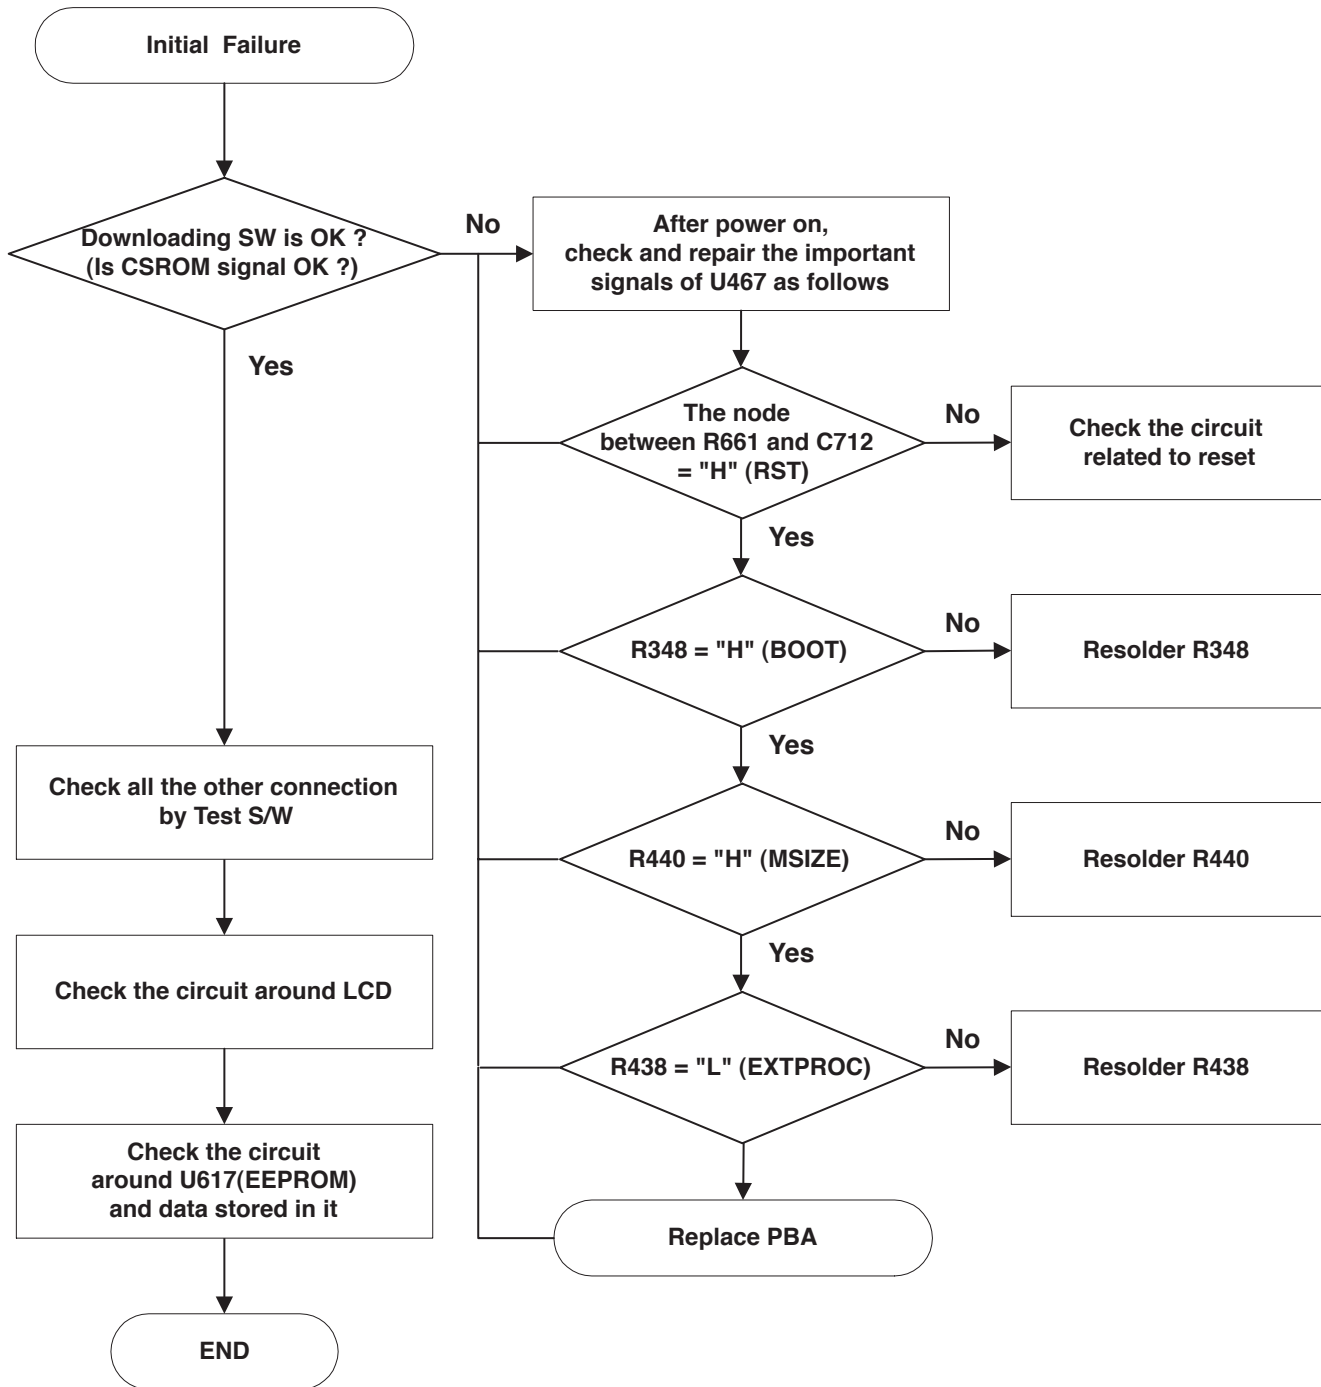 Initial  Failure
Downloading SW is OK ?
(Is CSROM signal OK ?)
No
After power on,
check and repair the important
signals of U467 as follows
Yes
The node
between R661 and C712
= "H" (RST)
No
Check the circuit
related to reset
Yes
R348 = "H" (BOOT)
No
Resolder R348
Yes
Check all the other connection
by Test S/W
R440 = "H" (MSIZE)
No
Resolder R440
Yes
Check the circuit around LCD
R438 = "L" (EXTPROC)
No
Resolder R438
Check the circuit
around U617(EEPROM)
and data stored in it
Replace PBA
END